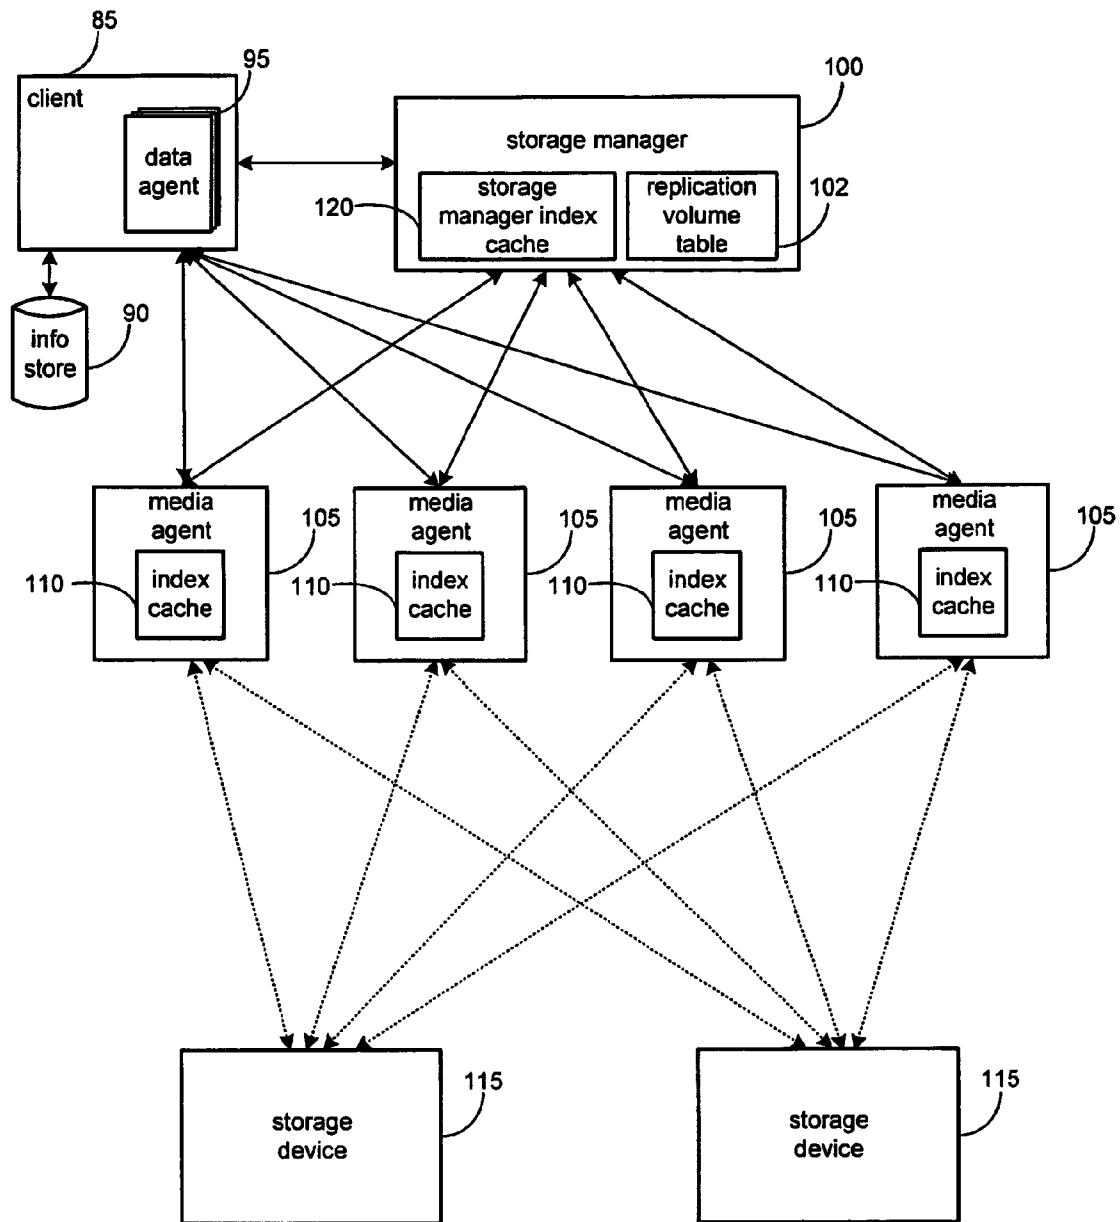 85
client
95
data
agent
100
storage manager
120
storage
manager index
cache
replication
volume
table
102
info
store
90
media
agent
105
110
index
cache
media
agent
105
110
index
cache
media
agent
105
110
index
cache
media
agent
105
110
index
cache
storage
device
115
storage
device
115